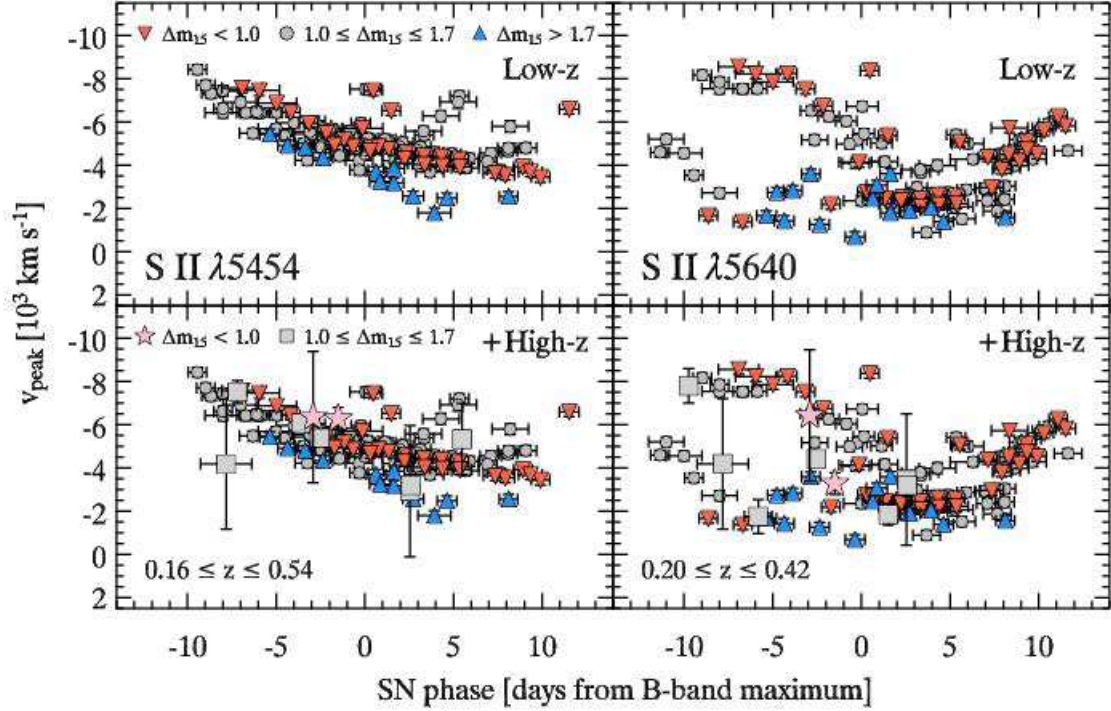 Δm₁₅ < 1.0 1.0 ≤ Δm₁₅ ≤ 1.7 Δm₁₅ > 1.7
Low-z
Low-z
-10
-8
-6
-4
-2
0
2
S II λ5454
S II λ5640
Δm₁₅ < 1.0 1.0 ≤ Δm₁₅ ≤ 1.7
+High-z
+High-z
-10
-8
-6
-4
-2
0
2
0.16 ≤ z ≤ 0.54
0.20 ≤ z ≤ 0.42
v_peak [10³ km s⁻¹]
-10 -5 0 5 10 -10 -5 0 5 10
SN phase [days from B-band maximum]